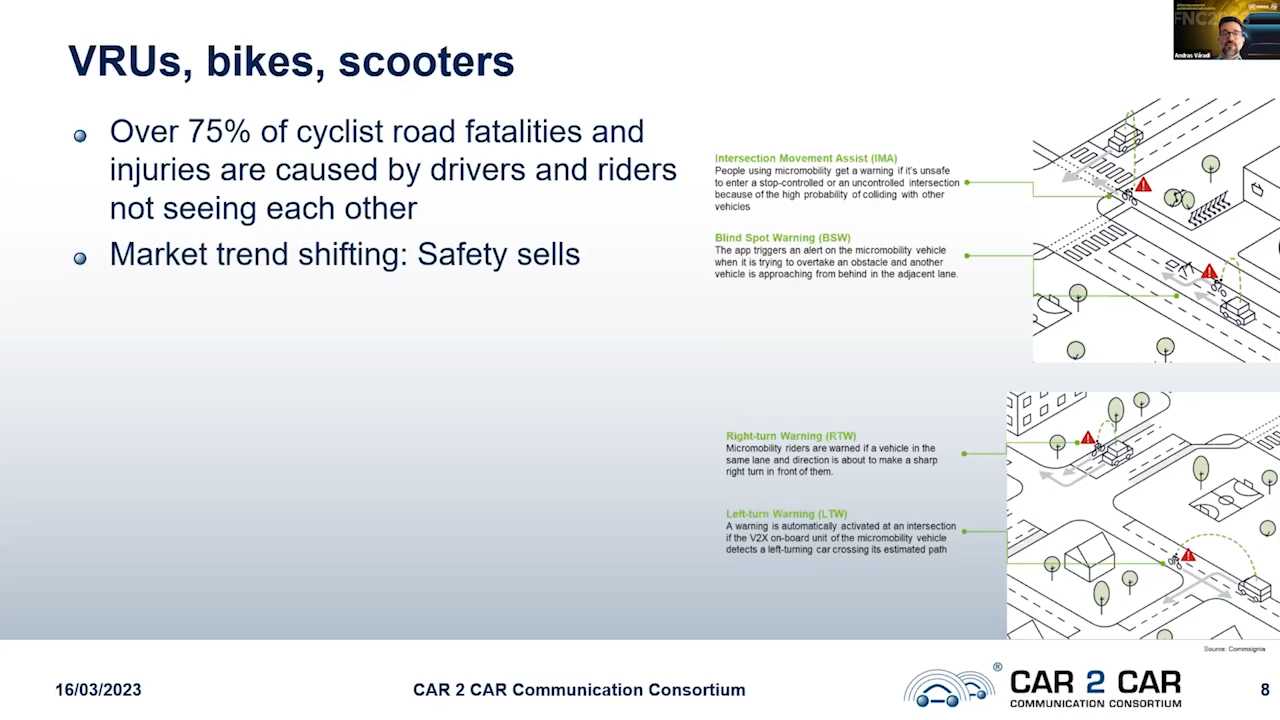 VRUs, bikes, scooters
Over 75% of cyclist road fatalities and
injuries are caused by drivers and riders
not seeing each other
Market trend shifting: Safety sells
Intersection Movement Assist (IMA)
People using micromobility get a warning if it's unsafe
to enter a stop-controlled or an uncontrolled intersection
because of the high probability of colliding with other
vehicles
Blind Spot Warning (BSW)
The app triggers an alert on the micromobility vehicle
when it is trying to overtake an obstacle and another
vehicle is approaching from behind in the adjacent lane.
Right-turn Warning (RTW)
Micromobility riders are warned if a vehicle in the
same lane and direction is about to make a sharp
right turn in front of them.
Left-turn Warning (LTW)
A warning is automatically activated at an intersection
if the V2X on-board unit of the micromobility vehicle
detects a left-turning car crossing its estimated path
Source: Commsignia
16/03/2023
CAR 2 CAR Communication Consortium
®
CAR 2 CAR
COMMUNICATION CONSORTIUM
8
Andras Váradi